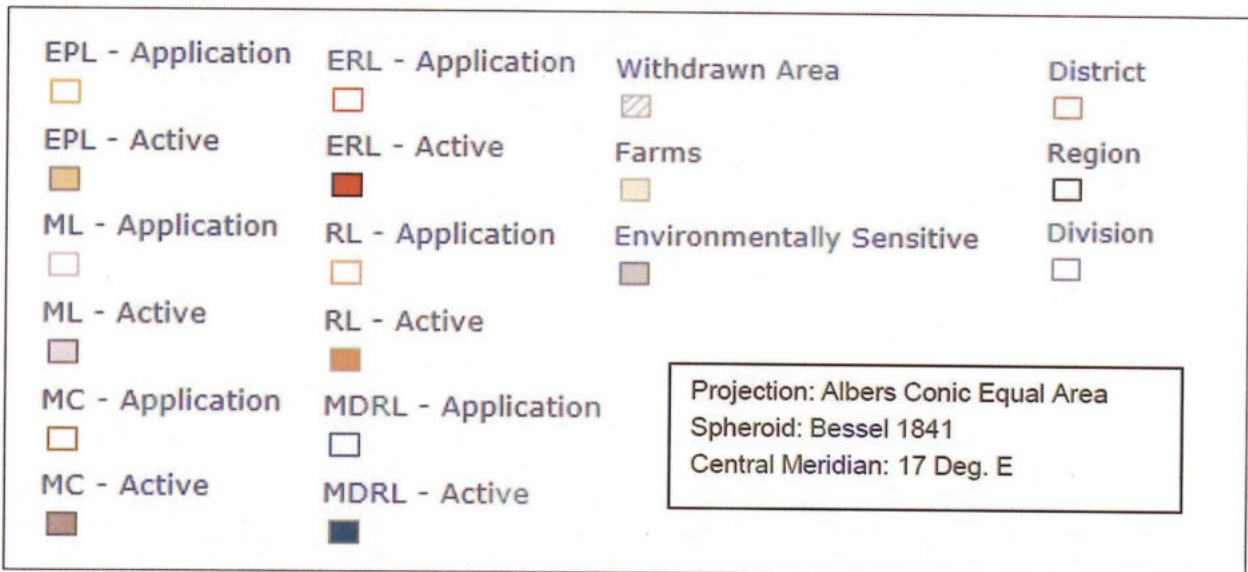 EPL - Application
EPL - Active
ML - Application
ML - Active
MC - Application
MC - Active
ERL - Application
ERL - Active
RL - Application
RL - Active
MDRL - Application
MDRL - Active
Withdrawn Area
Farms
Environmentally Sensitive
District
Region
Division
Projection: Albers Conic Equal Area
Spheroid: Bessel 1841
Central Meridian: 17 Deg. E